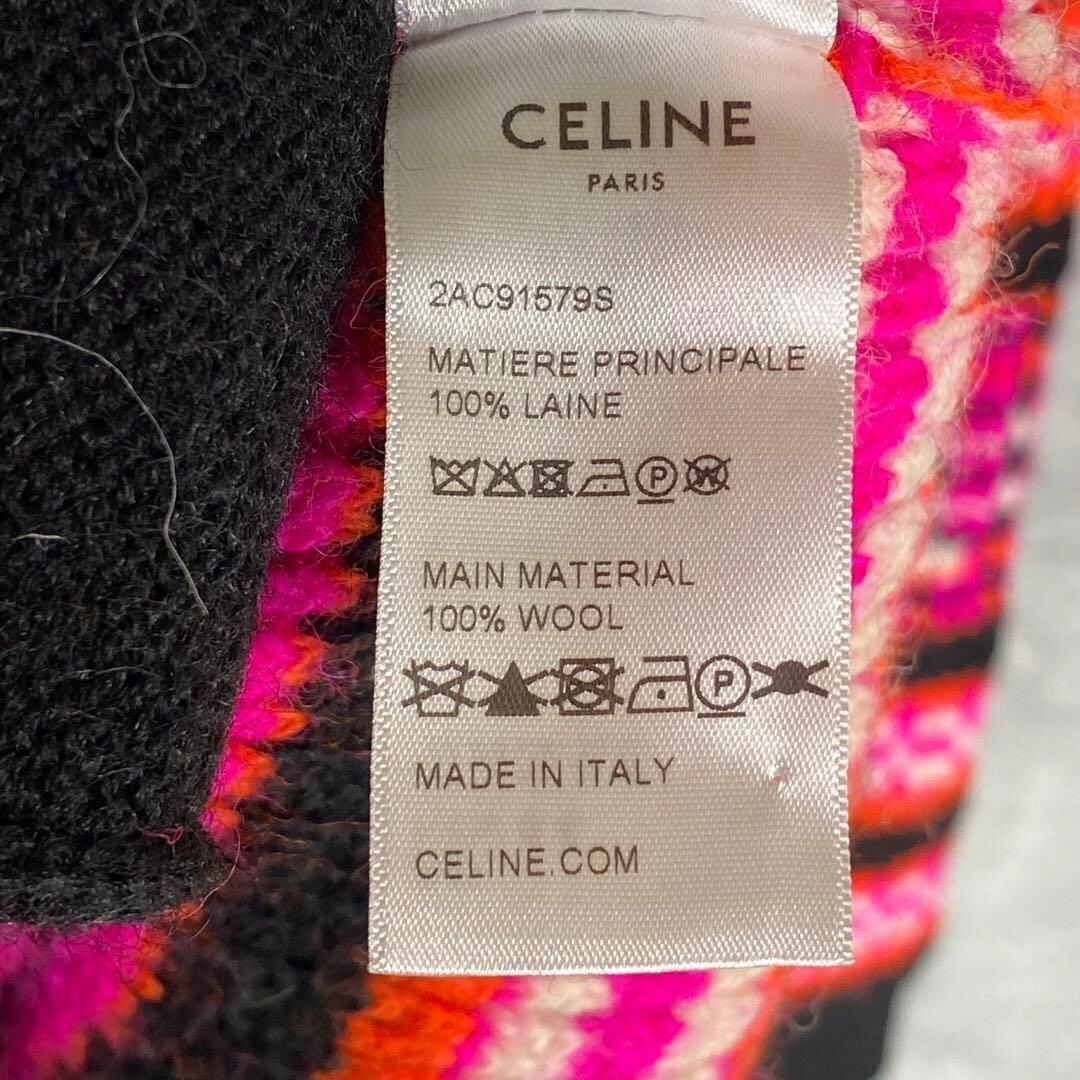 CELINE
PARIS
2AC91579S
MATIERE PRINCIPALE
100% LAINE
P
MAIN MATERIAL
100% WOOL
P
MADE IN ITALY
CELINE.COM